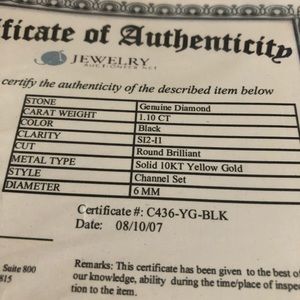 ificate of Authenticity
JEWELRY
certify the authenticity of the described item below
STONE Genuine Diamond
CARAT WEIGHT 1.10 CT
COLOR Black
CLARITY SI2-I1
CUT Round Brilliant
METAL TYPE Solid 10KT Yellow Gold
STYLE Channel Set
DIAMETER 6 MM
Certificate #: C436-YG-BLK
Date: 08/10/07
Suite 800
815
Remarks: This certificate has been given to the best of
our knowledge, ability during the time/place of inspec
tion to the item.